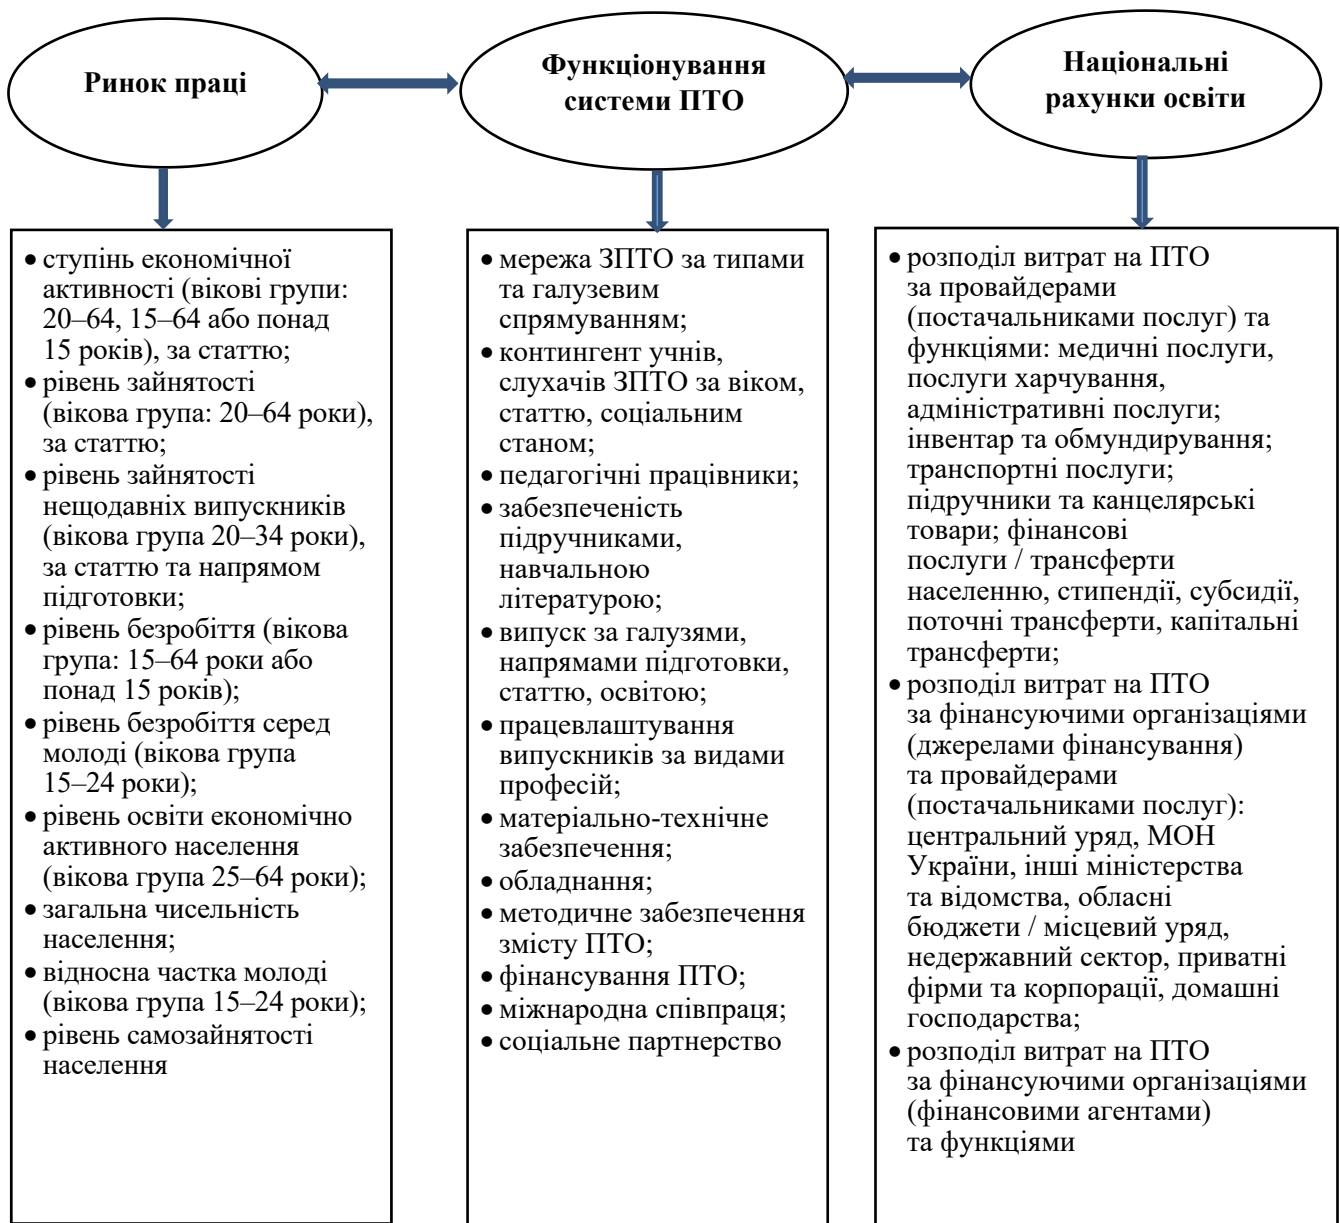 Ринок праці
Функціонування
системи ПТО
Національні
рахунки освіти
• ступінь економічної
активності (вікові групи:
20–64, 15–64 або понад
15 років), за статтю;
• рівень зайнятості
(вікова група: 20–64 роки),
за статтю;
• рівень зайнятості
нещодавніх випускників
(вікова група 20–34 роки),
за статтю та напрямом
підготовки;
• рівень безробіття (вікова
група: 15–64 роки або
понад 15 років);
• рівень безробіття серед
молоді (вікова група
15–24 роки);
• рівень освіти економічно
активного населення
(вікова група 25–64 роки);
• загальна чисельність
населення;
• відносна частка молоді
(вікова група 15–24 роки);
• рівень самозайнятості
населення
• мережа ЗПТО за типами
та галузевим
спрямуванням;
• контингент учнів,
слухачів ЗПТО за віком,
статтю, соціальним
станом;
• педагогічні працівники;
• забезпеченість
підручниками,
навчальною
літературою;
• випуск за галузями,
напрямами підготовки,
статтю, освітою;
• працевлаштування
випускників за видами
професій;
• матеріально-технічне
забезпечення;
• обладнання;
• методичне забезпечення
змісту ПТО;
• фінансування ПТО;
• міжнародна співпраця;
• соціальне партнерство
• розподіл витрат на ПТО
за провайдерами
(постачальниками послуг) та
функціями: медичні послуги,
послуги харчування,
адміністративні послуги;
інвентар та обмундирування;
транспортні послуги;
підручники та канцелярські
товари; фінансові
послуги / трансферти
населенню, стипендії, субсидії,
поточні трансферти, капітальні
трансферти;
• розподіл витрат на ПТО
за фінансуючими організаціями
(джерелами фінансування)
та провайдерами
(постачальниками послуг):
центральний уряд, МОН
України, інші міністерства
та відомства, обласні
бюджети / місцевий уряд,
недержавний сектор, приватні
фірми та корпорації, домашні
господарства;
• розподіл витрат на ПТО
за фінансуючими організаціями
(фінансовими агентами)
та функціями